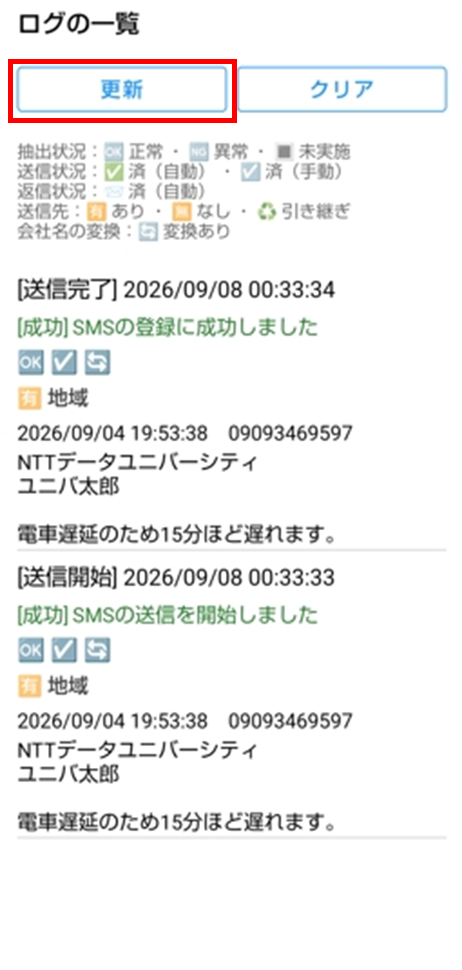 ログの一覧
更新 クリア
抽出状況：🆗 正常 ・ 🆖 異常 ・ 🔳 未実施
送信状況：✅ 済（自動） ・ ☑️ 済（手動）
返信状況：📨 済（自動）
送信先：🈶 あり ・ 🈚 なし ・ ♻️ 引き継ぎ
会社名の変換：🔄 変換あり
[送信完了] 2026/09/08 00:33:34
[成功] SMSの登録に成功しました
🆗 ☑️ 🔄
🈶 地域
2026/09/04 19:53:38 09093469597
NTTデータユニバーシティ
ユニバ太郎
電車遅延のため15分ほど遅れます。
[送信開始] 2026/09/08 00:33:33
[成功] SMSの送信を開始しました
🆗 ☑️ 🔄
🈶 地域
2026/09/04 19:53:38 09093469597
NTTデータユニバーシティ
ユニバ太郎
電車遅延のため15分ほど遅れます。